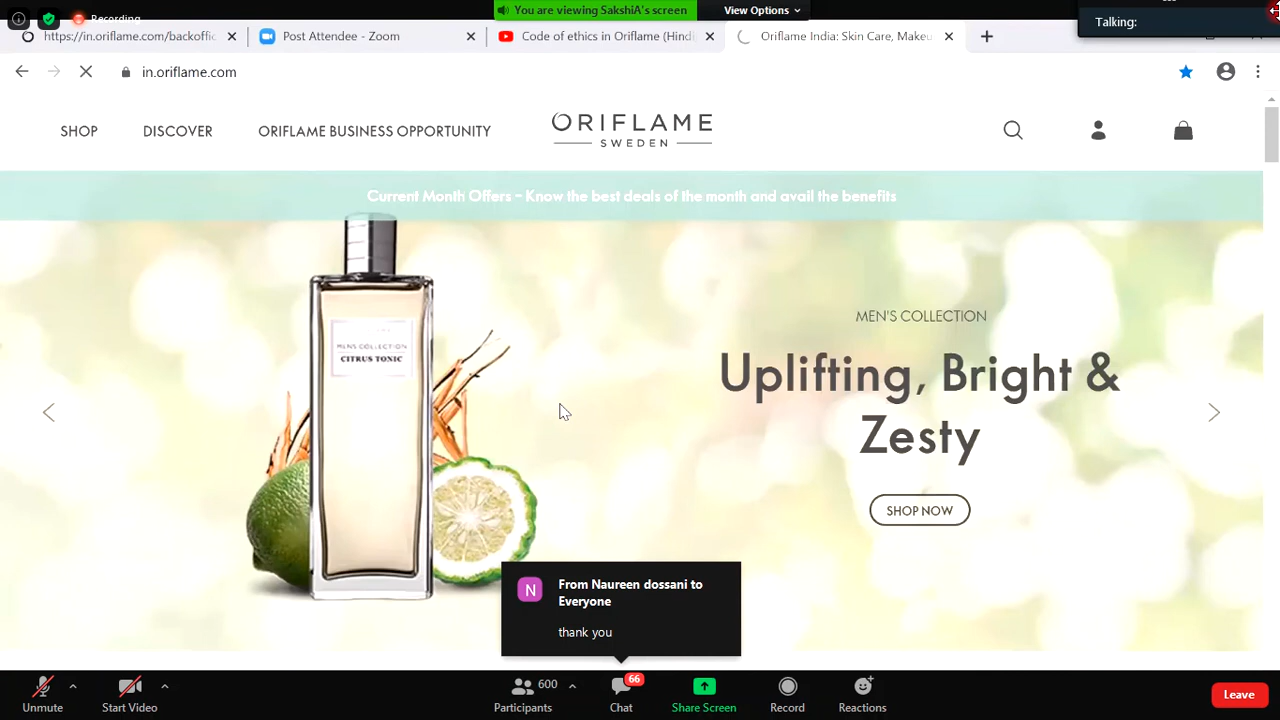 Recording
You are viewing SakshiA's screen
View Options
Talking:
https://in.oriflame.com/backoffic
Post Attendee - Zoom
Code of ethics in Oriflame (Hindi
Oriflame India: Skin Care, Makeu
in.oriflame.com
SHOP
DISCOVER
ORIFLAME BUSINESS OPPORTUNITY
ORIFLAME
SWEDEN
Current Month Offers - Know the best deals of the month and avail the benefits
MEN'S COLLECTION
CITRUS TONIC
MEN'S COLLECTION
Uplifting, Bright &
Zesty
SHOP NOW
N
From Naureen dossani to
Everyone
thank you
Unmute
Start Video
600
Participants
66
Chat
Share Screen
Record
Reactions
Leave